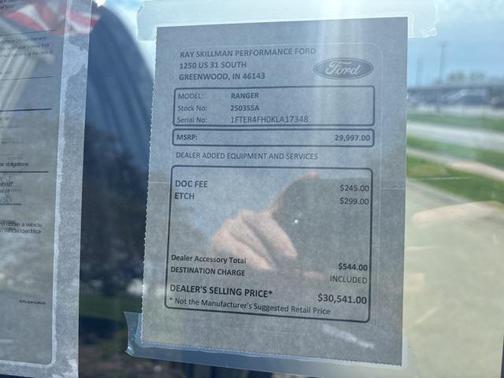 RAY SKILLMAN PERFORMANCE FORD
1250 US 31 SOUTH
GREENWOOD, IN 46143
Ford
MODEL: RANGER
Stock No: 250355A
Serial No: 1FTER4FH0KLA17348
MSRP: 29,997.00
DEALER ADDED EQUIPMENT AND SERVICES
DOC FEE $245.00
ETCH $299.00
Dealer Accessory Total $544.00
DESTINATION CHARGE INCLUDED
DEALER'S SELLING PRICE* $30,541.00
* Not the Manufacturer's Suggested Retail Price